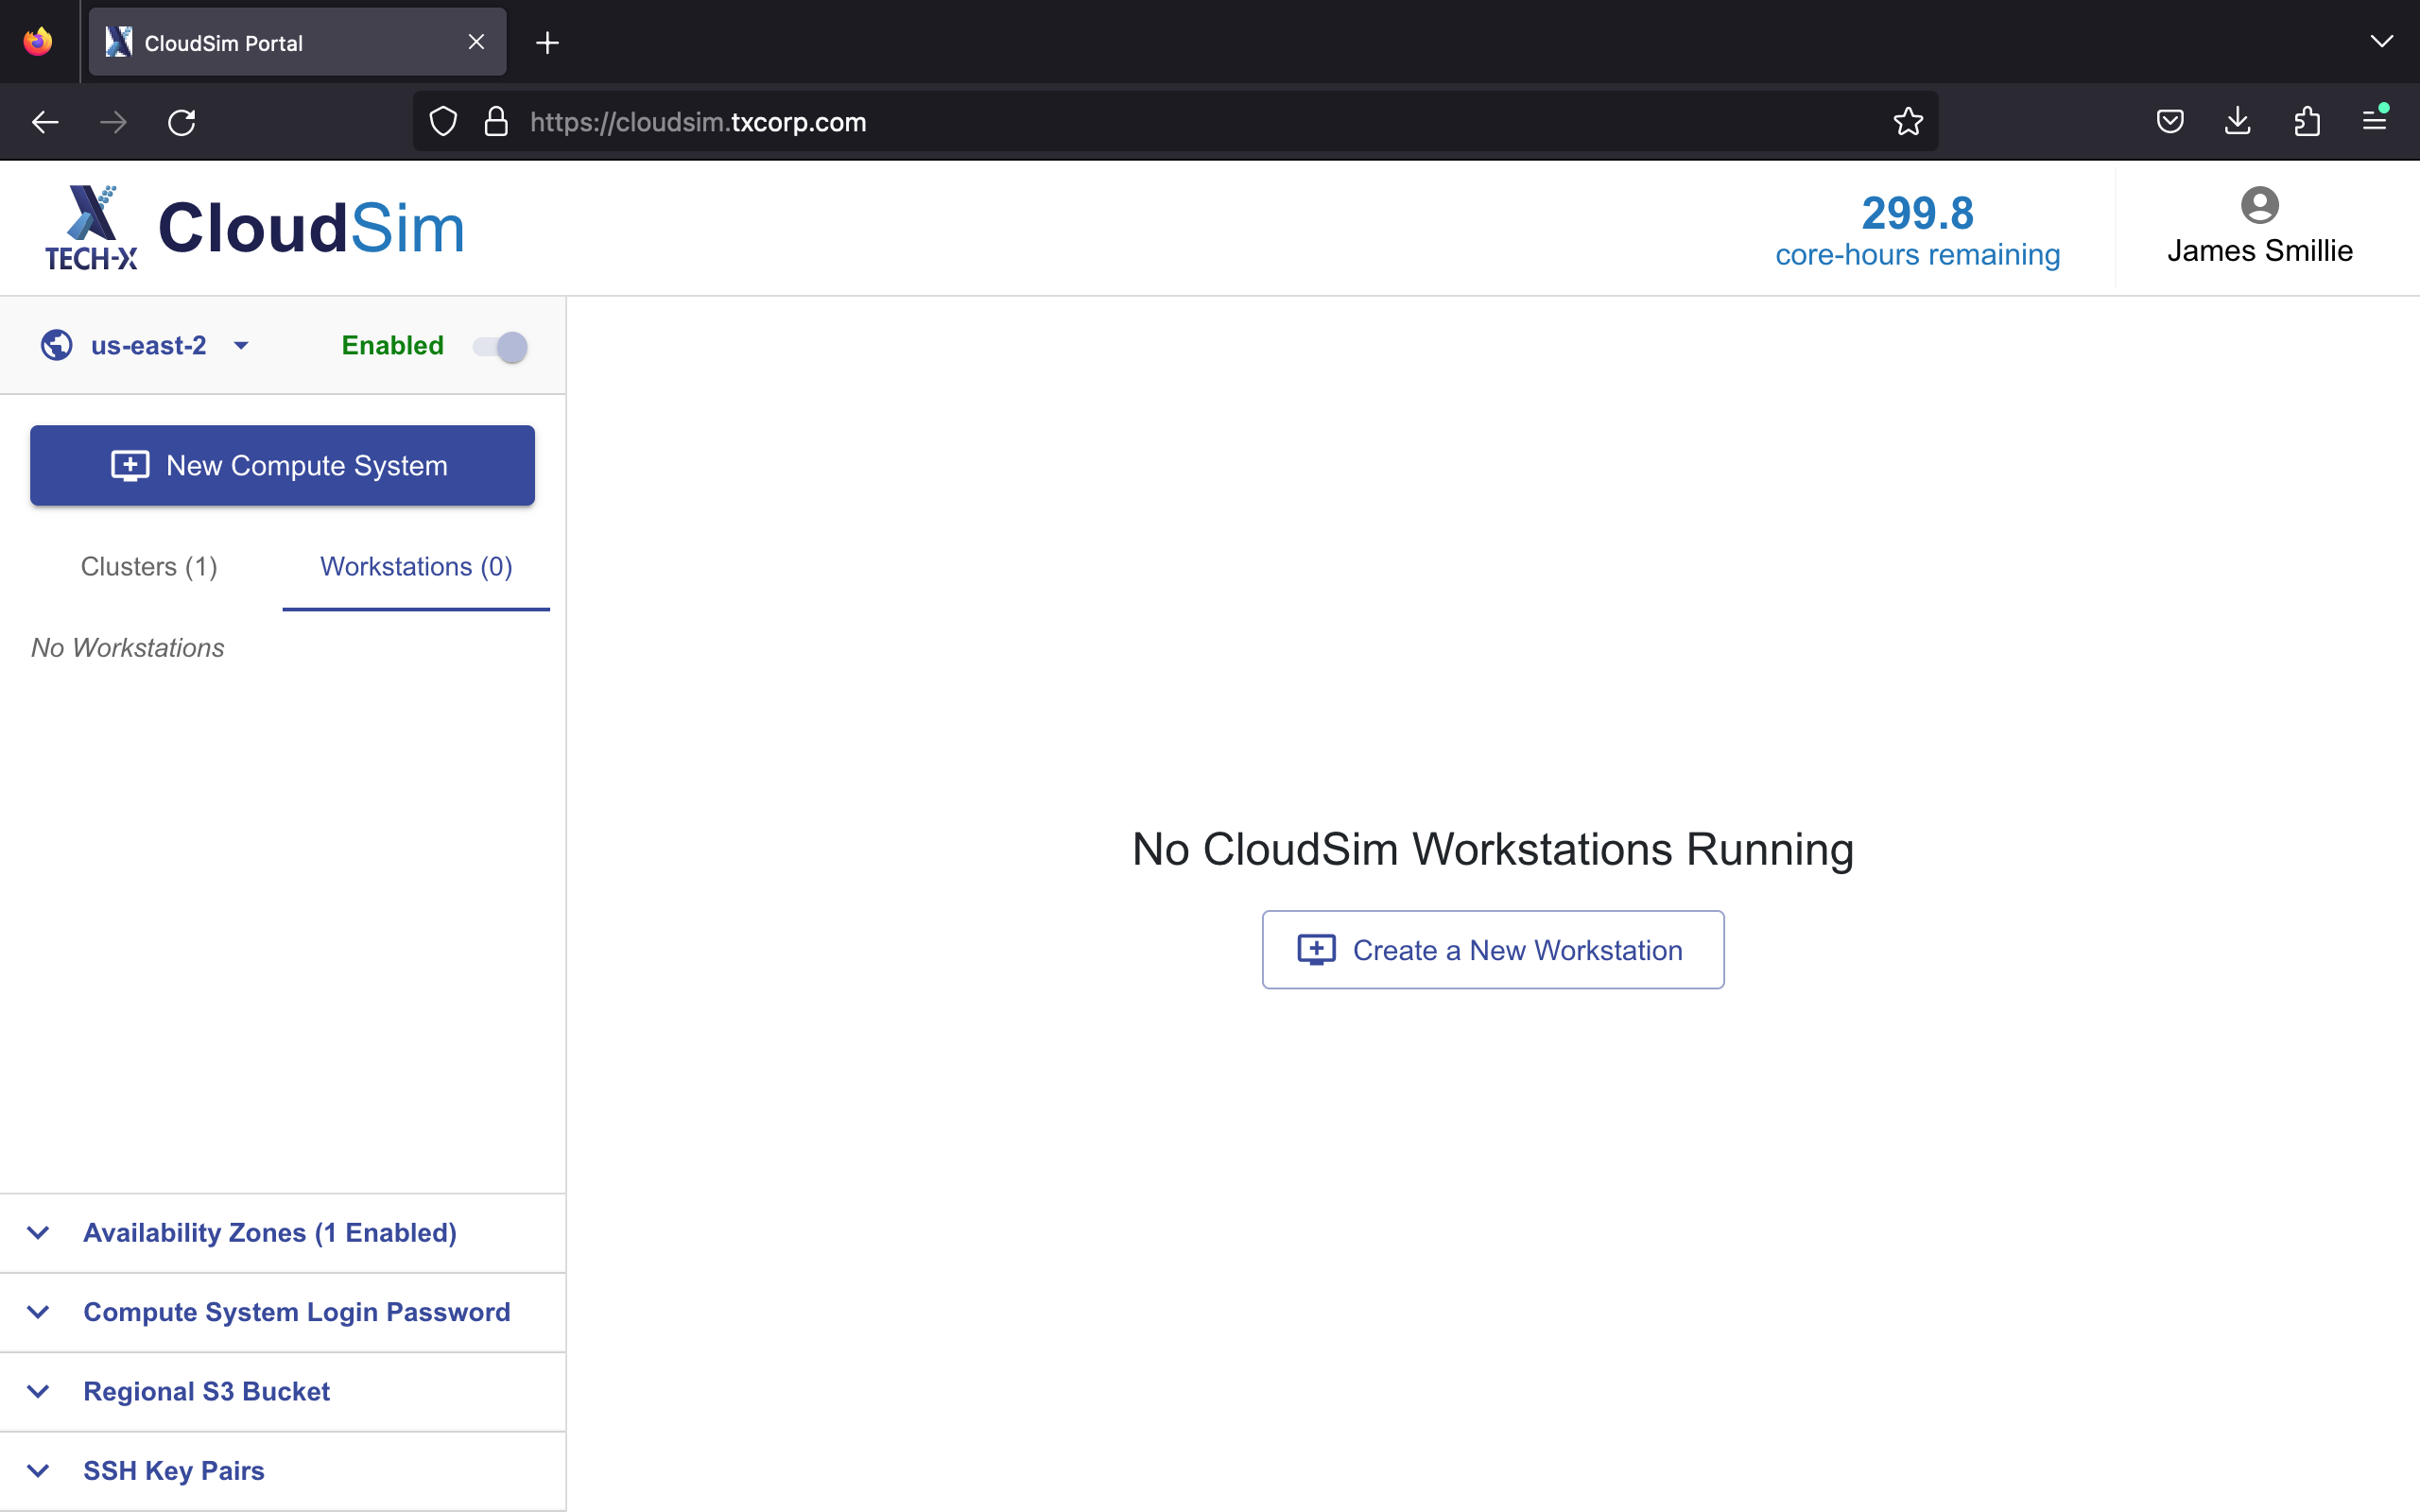 CloudSim Portal
https://cloudsim.txcorp.com
TECH-X
CloudSim
299.8
core-hours remaining
James Smillie
us-east-2
Enabled
New Compute System
Clusters (1)
Workstations (0)
No Workstations
No CloudSim Workstations Running
Create a New Workstation
Availability Zones (1 Enabled)
Compute System Login Password
Regional S3 Bucket
SSH Key Pairs